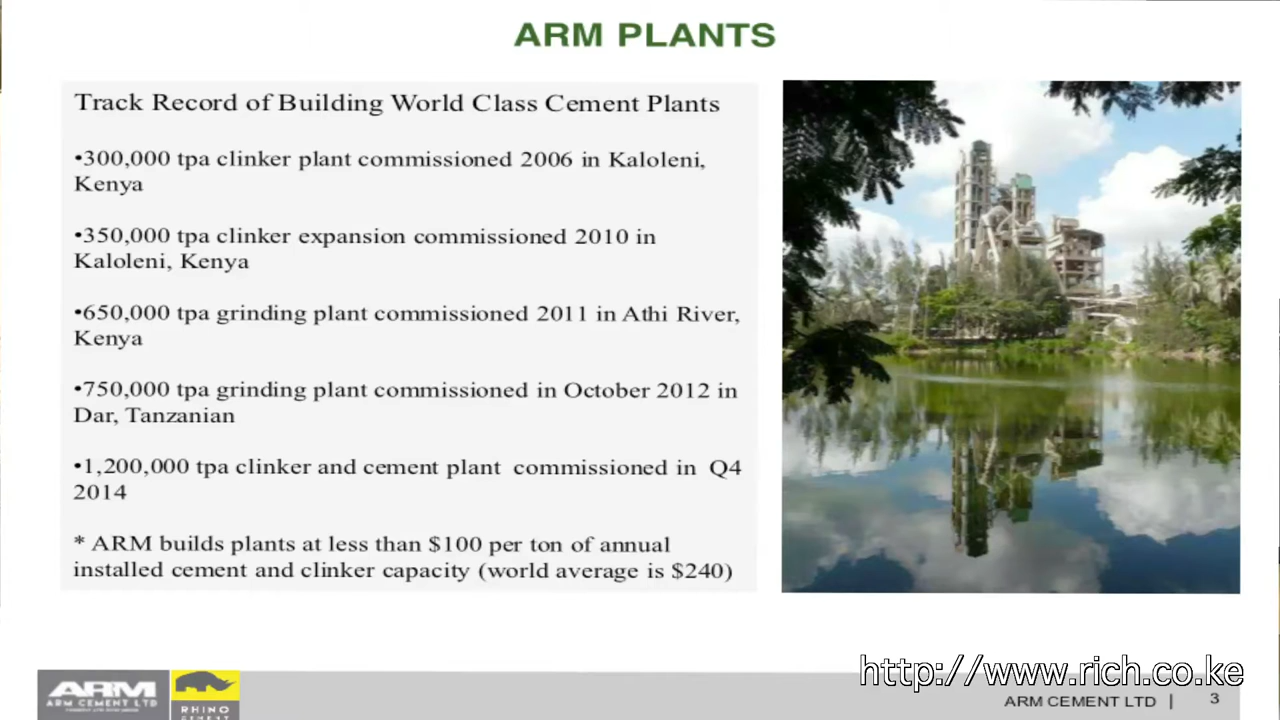 ARM PLANTS
Track Record of Building World Class Cement Plants
•300,000 tpa clinker plant commissioned 2006 in Kaloleni,
Kenya
•350,000 tpa clinker expansion commissioned 2010 in
Kaloleni, Kenya
•650,000 tpa grinding plant commissioned 2011 in Athi River,
Kenya
•750,000 tpa grinding plant commissioned in October 2012 in
Dar, Tanzanian
•1,200,000 tpa clinker and cement plant commissioned in Q4
2014
* ARM builds plants at less than $100 per ton of annual
installed cement and clinker capacity (world average is $240)
http://www.rich.co.ke
ARM
ARM CEMENT LTD
RHINO
CEMENT
ARM CEMENT LTD | 3